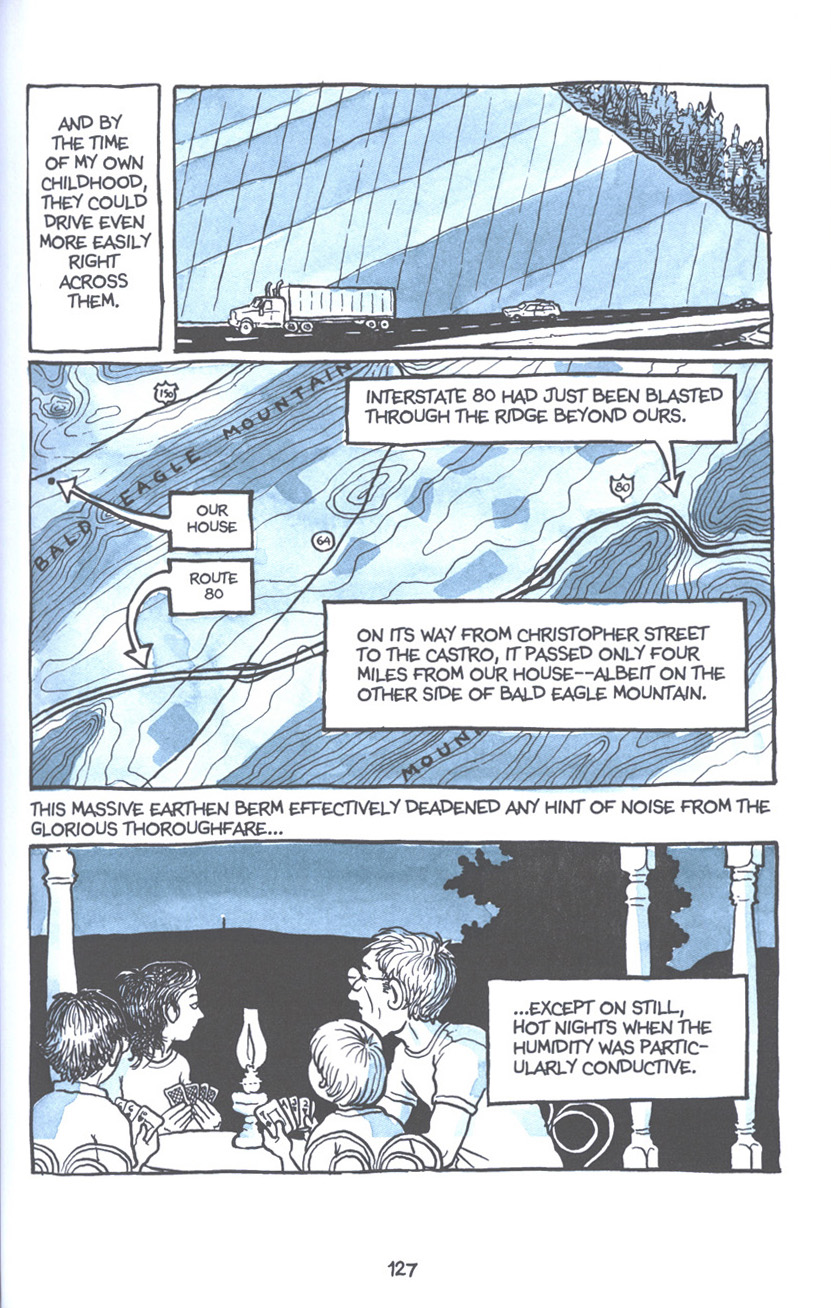 AND BY
THE TIME
OF MY OWN
CHILDHOOD,
THEY COULD
DRIVE EVEN
MORE EASILY
RIGHT
ACROSS
THEM.
INTERSTATE 80 HAD JUST BEEN BLASTED
THROUGH THE RIDGE BEYOND OURS.
150
BALD EAGLE MOUNTAIN
80
OUR
HOUSE
64
ROUTE
80
ON ITS WAY FROM CHRISTOPHER STREET
TO THE CASTRO, IT PASSED ONLY FOUR
MILES FROM OUR HOUSE--ALBEIT ON THE
OTHER SIDE OF BALD EAGLE MOUNTAIN.
THIS MASSIVE EARTHEN BERM EFFECTIVELY DEADENED ANY HINT OF NOISE FROM THE
GLORIOUS THOROUGHFARE...
...EXCEPT ON STILL,
HOT NIGHTS WHEN THE
HUMIDITY WAS PARTIC-
ULARLY CONDUCTIVE.
127